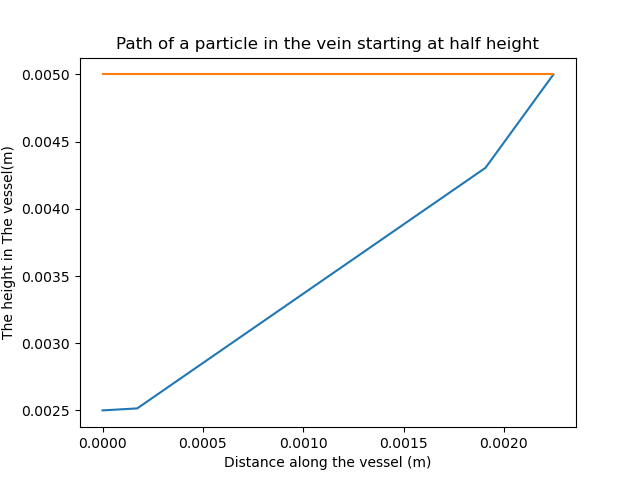 Path of a particle in the vein starting at half height
0.0050
0.0045
0.0040
0.0035
0.0030
0.0025
The height in The vessel(m)
0.0000 0.0005 0.0010 0.0015 0.0020
Distance along the vessel (m)